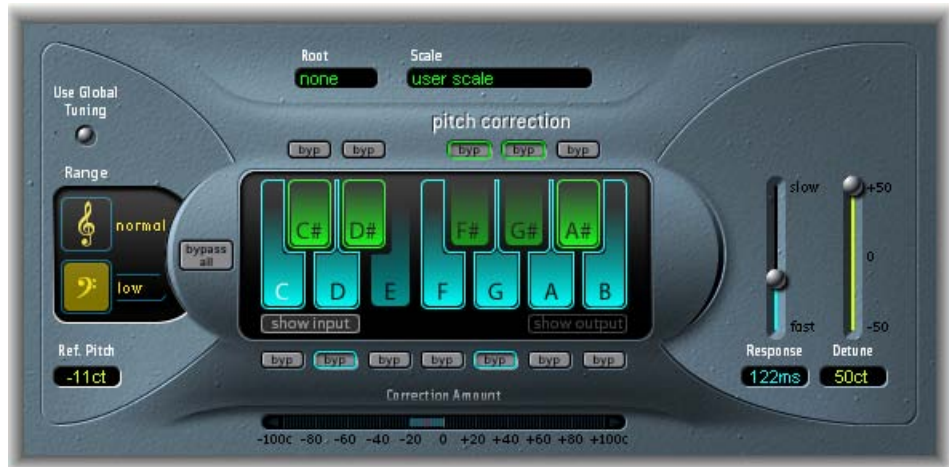 Root
Scale
none
user scale
Use Global
Tuning
pitch correction
byp
byp
byp
byp
byp
Range
normal
low
bypass
all
C#
D#
F#
G#
A#
C
D
E
F
G
A
B
show input
show output
slow
fast
+50
0
-50
Ref. Pitch
-11ct
Response
Detune
122ms
50ct
byp
byp
byp
byp
byp
byp
byp
Correction Amount
-100c -80 -60 -40 -20 0 +20 +40 +60 +80 +100c